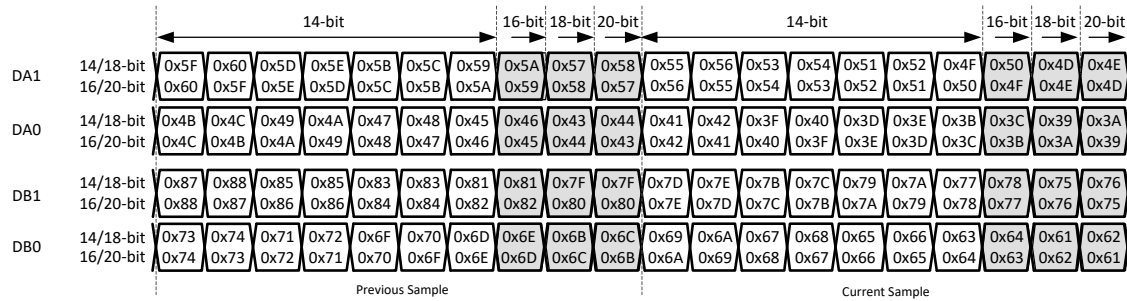 14-bit 16-bit 18-bit 20-bit 14-bit 16-bit 18-bit 20-bit
DA1
14/18-bit 0x5F 0x60 0x5D 0x5E 0x5B 0x5C 0x59 0x5A 0x57 0x58 0x55 0x56 0x53 0x54 0x51 0x52 0x4F 0x50 0x4D 0x4E
16/20-bit 0x60 0x5F 0x5E 0x5D 0x5C 0x5B 0x5A 0x59 0x58 0x57 0x56 0x55 0x54 0x53 0x52 0x51 0x50 0x4F 0x4E 0x4D
DA0
14/18-bit 0x4B 0x4C 0x49 0x4A 0x47 0x48 0x45 0x46 0x43 0x44 0x41 0x42 0x3F 0x40 0x3D 0x3E 0x3B 0x3C 0x39 0x3A
16/20-bit 0x4C 0x4B 0x4A 0x49 0x48 0x47 0x46 0x45 0x44 0x43 0x42 0x41 0x40 0x3F 0x3E 0x3D 0x3C 0x3B 0x3A 0x39
DB1
14/18-bit 0x87 0x88 0x85 0x85 0x83 0x83 0x81 0x81 0x7F 0x7F 0x7D 0x7E 0x7B 0x7C 0x79 0x7A 0x77 0x78 0x75 0x76
16/20-bit 0x88 0x87 0x86 0x86 0x84 0x84 0x82 0x82 0x80 0x80 0x7E 0x7D 0x7C 0x7B 0x7A 0x79 0x78 0x77 0x76 0x75
DB0
14/18-bit 0x73 0x74 0x71 0x72 0x6F 0x70 0x6D 0x6E 0x6B 0x6C 0x69 0x6A 0x67 0x68 0x65 0x66 0x63 0x64 0x61 0x62
16/20-bit 0x74 0x73 0x72 0x71 0x70 0x6F 0x6E 0x6D 0x6C 0x6B 0x6A 0x69 0x68 0x67 0x66 0x65 0x64 0x63 0x62 0x61
Previous Sample Current Sample